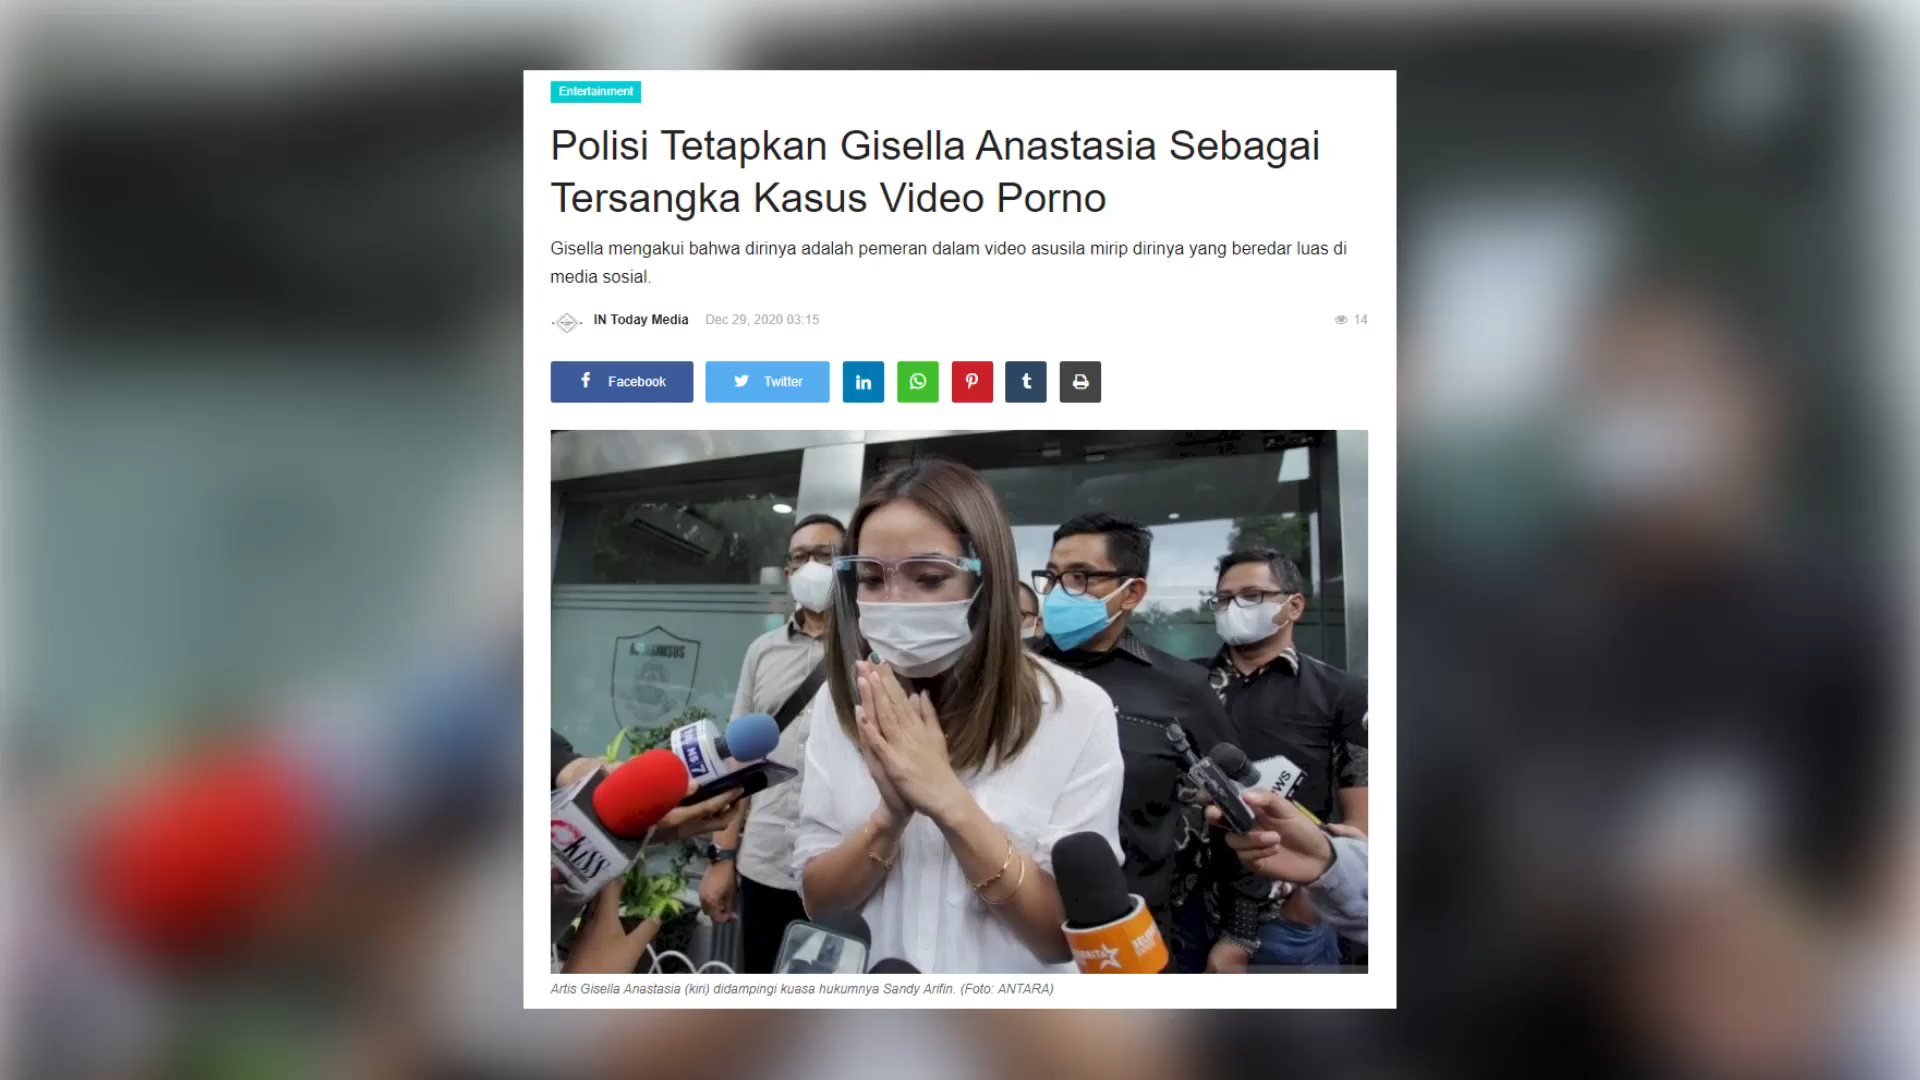 Entertainment
Polisi Tetapkan Gisella Anastasia Sebagai
Tersangka Kasus Video Porno
Gisella mengakui bahwa dirinya adalah pemeran dalam video asusila mirip dirinya yang beredar luas di
media sosial.
IN Today Media Dec 29, 2020 03:15 14
Facebook Twitter
KISS
Artis Gisella Anastasia (kiri) didampingi kuasa hukumnya Sandy Arifin. (Foto: ANTARA)